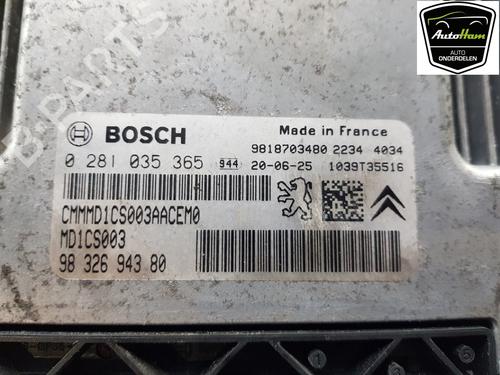 AutoHam
AUTO
ONDERDELEN
B-PARTS
BOSCH
Made in France
9818703480 2234 4034
0 281 035 365 944 20-06-25 1039T35516
CMMMD1CS003AACEM0
MD1CS003
98 326 943 80